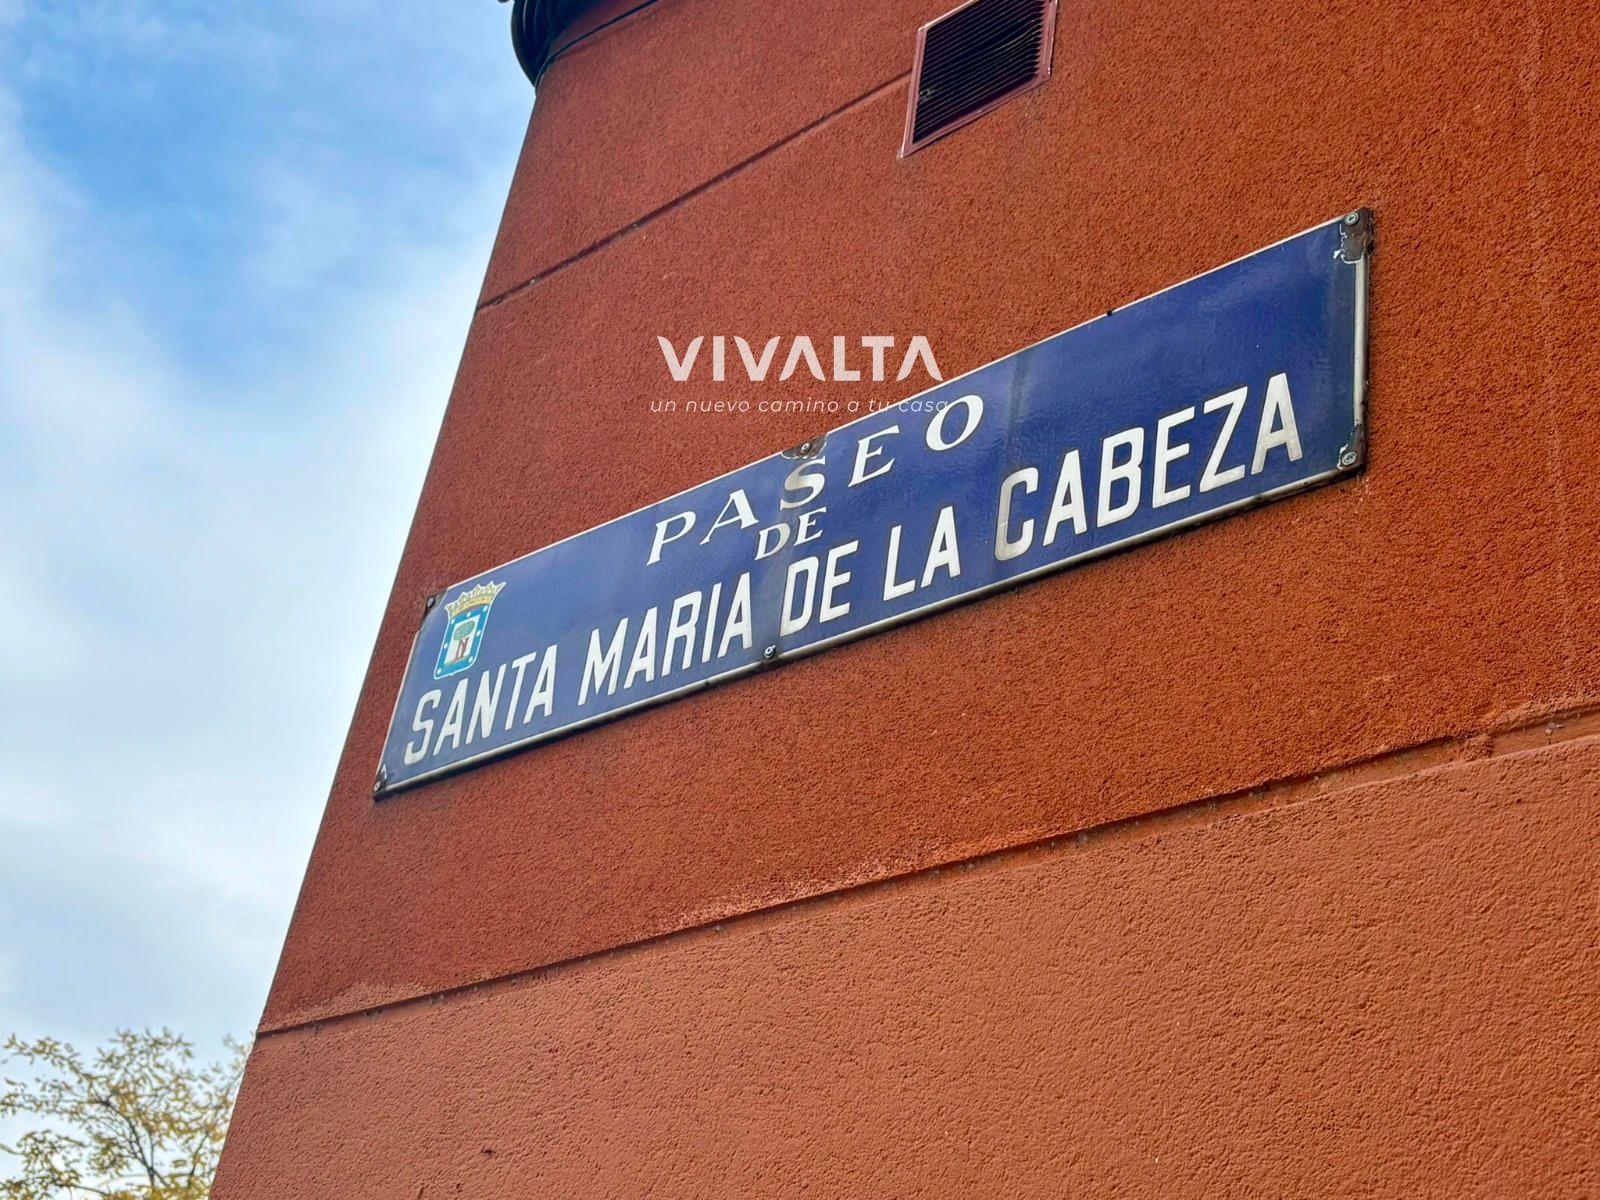 VIVALTA
un nuevo camino a tu casa
PASEO
DE
SANTA MARIA DE LA CABEZA